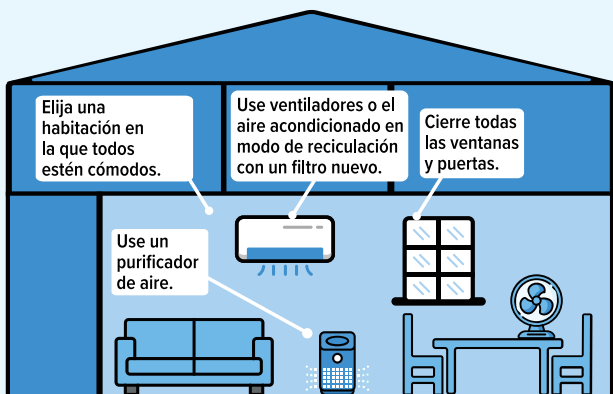 Elija una
habitación en
la que todos
estén cómodos.
Use ventiladores o el
aire acondicionado en
modo de reciculación
con un filtro nuevo.
Cierre todas
las ventanas
y puertas.
Use un
purificador
de aire.